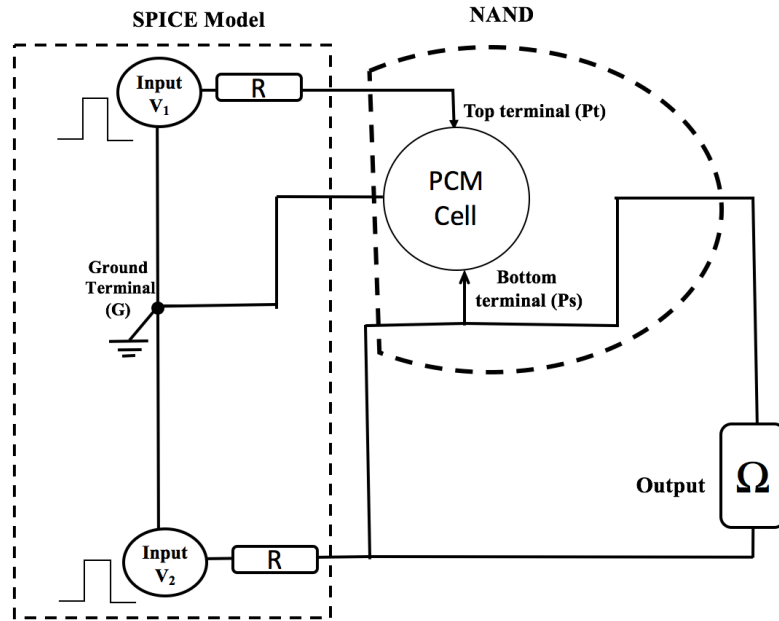 SPICE Model
NAND
Input
V₁
R
Top terminal (Pt)
PCM
Cell
Ground
Terminal
(G)
Bottom
terminal (Ps)
Output
Ω
Input
V₂
R